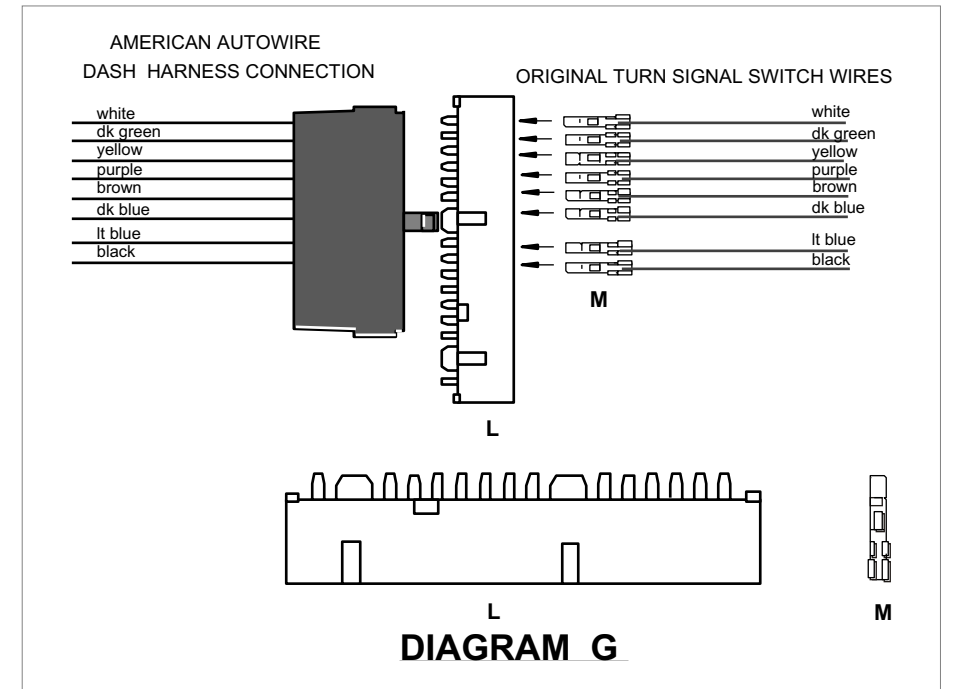 AMERICAN AUTOWIRE
DASH HARNESS CONNECTION
white
dk green
yellow
purple
brown
dk blue
lt blue
black
ORIGINAL TURN SIGNAL SWITCH WIRES
white
dk green
yellow
purple
brown
dk blue
lt blue
black
M
L
L
M
DIAGRAM G